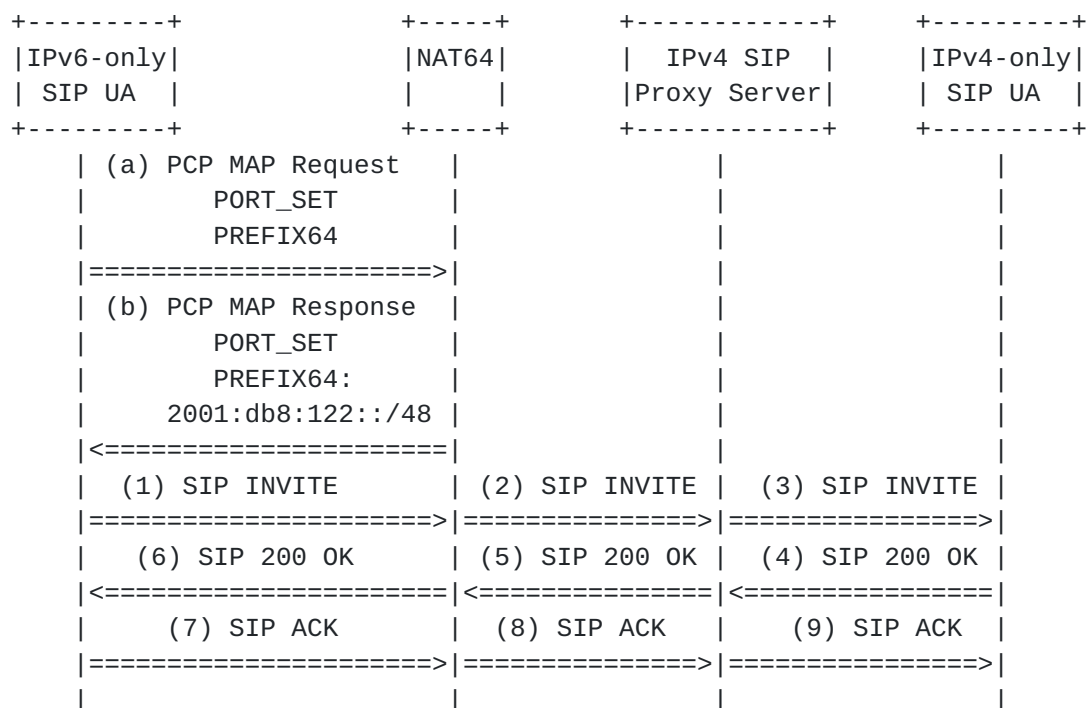 +---------+              +-----+       +------------+     +---------+
|IPv6-only|              |NAT64|       |  IPv4 SIP  |     |IPv4-only|
| SIP UA  |              |     |       |Proxy Server|     | SIP UA  |
+---------+              +-----+       +------------+     +---------+
    | (a) PCP MAP Request   |                |                 |
    |       PORT_SET        |                |                 |
    |       PREFIX64        |                |                 |
    |======================>|                |                 |
    | (b) PCP MAP Response  |                |                 |
    |       PORT_SET        |                |                 |
    |       PREFIX64:       |                |                 |
    |    2001:db8:122::/48  |                |                 |
    |<======================|                |                 |
    |  (1) SIP INVITE       | (2) SIP INVITE |  (3) SIP INVITE |
    |======================>|===============>|================>|
    |   (6) SIP 200 OK      | (5) SIP 200 OK |  (4) SIP 200 OK |
    |<======================|<===============|<================|
    |     (7) SIP ACK       |  (8) SIP ACK   |    (9) SIP ACK  |
    |======================>|===============>|================>|
    |                       |                |                 |